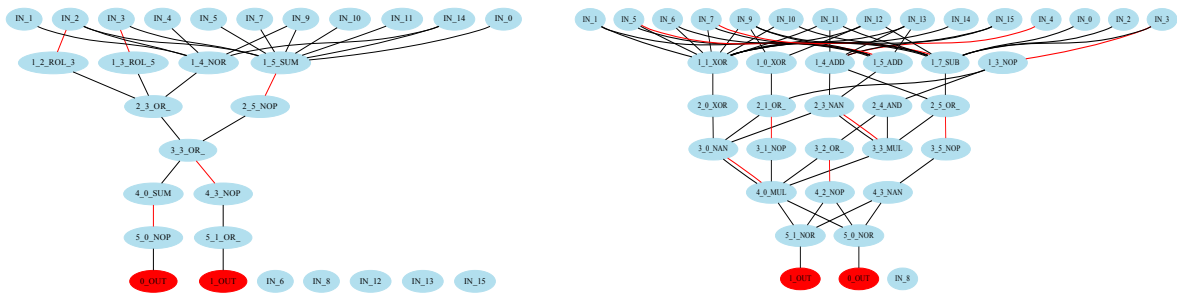 IN_1 IN_2 IN_3 IN_4 IN_5 IN_7 IN_9 IN_10 IN_11 IN_14 IN_0
1_2_ROL_3 1_3_ROL_5 1_4_NOR 1_5_SUM
2_3_OR_ 2_5_NOP
3_3_OR_
4_0_SUM 4_3_NOP
5_0_NOP 5_1_OR_
0_OUT 1_OUT IN_6 IN_8 IN_12 IN_13 IN_15
IN_1 IN_5 IN_6 IN_7 IN_9 IN_10 IN_11 IN_12 IN_13 IN_14 IN_15 IN_4 IN_0 IN_2 IN_3
1_1_XOR 1_0_XOR 1_4_ADD 1_5_ADD 1_7_SUB 1_3_NOP
2_0_XOR 2_1_OR_ 2_3_NAN 2_4_AND 2_5_OR_
3_0_NAN 3_1_NOP 3_2_OR_ 3_3_MUL 3_5_NOP
4_0_MUL 4_2_NOP 4_3_NAN
5_1_NOR 5_0_NOR
1_OUT 0_OUT IN_8